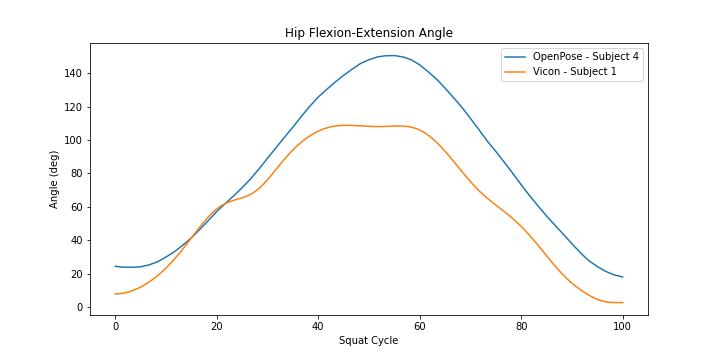 Hip Flexion-Extension Angle
OpenPose - Subject 4
Vicon - Subject 1
Angle (deg)
140
120
100
80
60
40
20
0
0 20 40 60 80 100
Squat Cycle